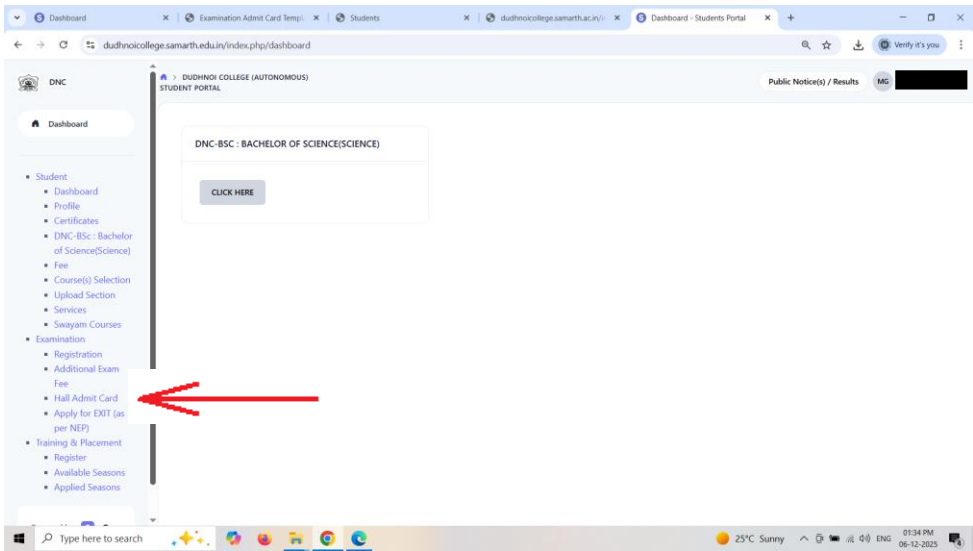 Dashboard
Examination Admit Card Templ
Students
dudhnoicollege.samarth.ac.in/i
Dashboard - Students Portal
dudhnoicollege.samarth.edu.in/index.php/dashboard
Verify it's you
DNC
> DUDHNOI COLLEGE (AUTONOMOUS)
STUDENT PORTAL
Public Notice(s) / Results
MG
Dashboard
DNC-BSC : BACHELOR OF SCIENCE(SCIENCE)
CLICK HERE
Student
Dashboard
Profile
Certificates
DNC-BSc : Bachelor
of Science(Science)
Fee
Course(s) Selection
Upload Section
Services
Swayam Courses
Examination
Registration
Additional Exam
Fee
Hall Admit Card
Apply for EXIT (as
per NEP)
Training & Placement
Register
Available Seasons
Applied Seasons
Type here to search
25°C Sunny
ENG
01:34 PM
06-12-2025